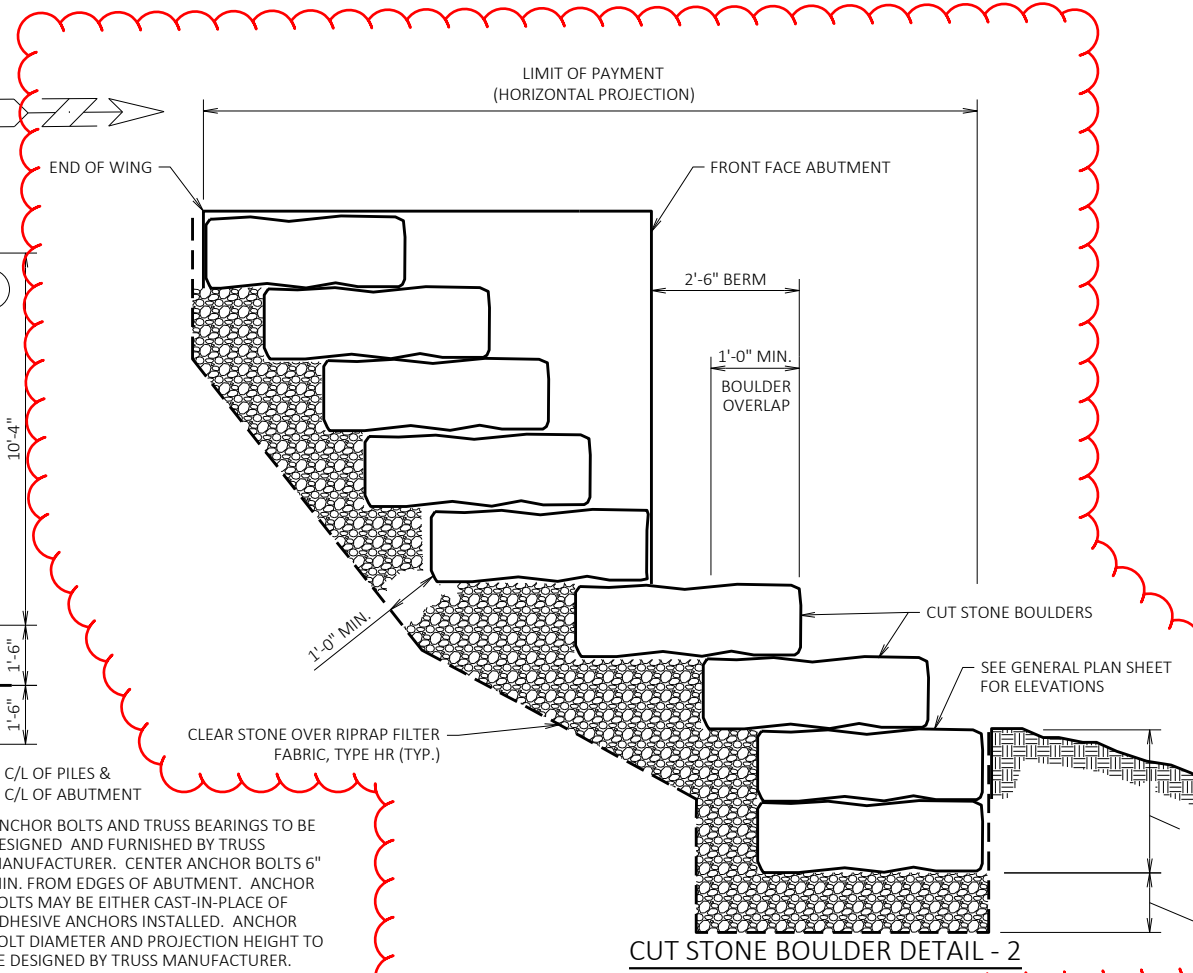 LIMIT OF PAYMENT
(HORIZONTAL PROJECTION)
END OF WING
FRONT FACE ABUTMENT
2'-6" BERM
1'-0" MIN.
BOULDER
OVERLAP
10'-4"
1'-0" MIN.
CUT STONE BOULDERS
1'-6"
SEE GENERAL PLAN SHEET
FOR ELEVATIONS
1'-6"
CLEAR STONE OVER RIPRAP FILTER
FABRIC, TYPE HR (TYP.)
C/L OF PILES &
C/L OF ABUTMENT
NCHOR BOLTS AND TRUSS BEARINGS TO BE
ESIGNED AND FURNISHED BY TRUSS
ANUFACTURER. CENTER ANCHOR BOLTS 6"
IN. FROM EDGES OF ABUTMENT. ANCHOR
OLTS MAY BE EITHER CAST-IN-PLACE OF
DHESIVE ANCHORS INSTALLED. ANCHOR
OLT DIAMETER AND PROJECTION HEIGHT TO
E DESIGNED BY TRUSS MANUFACTURER.
CUT STONE BOULDER DETAIL - 2